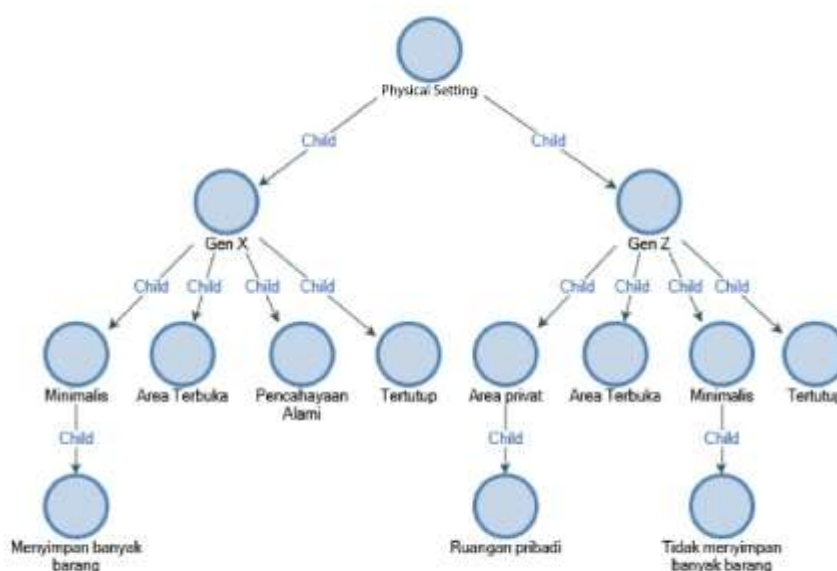 Physical Setting
Child
Child
Gen X
Gen Z
Child
Child
Child
Child
Child
Child
Child
Child
Minimalis
Area Terbuka
Pencahayaan
Alami
Tertutup
Area privat
Area Terbuka
Minimalis
Tertutup
Child
Child
Child
Menyimpan banyak
barang
Ruangan pribadi
Tidak menyimpan
banyak barang